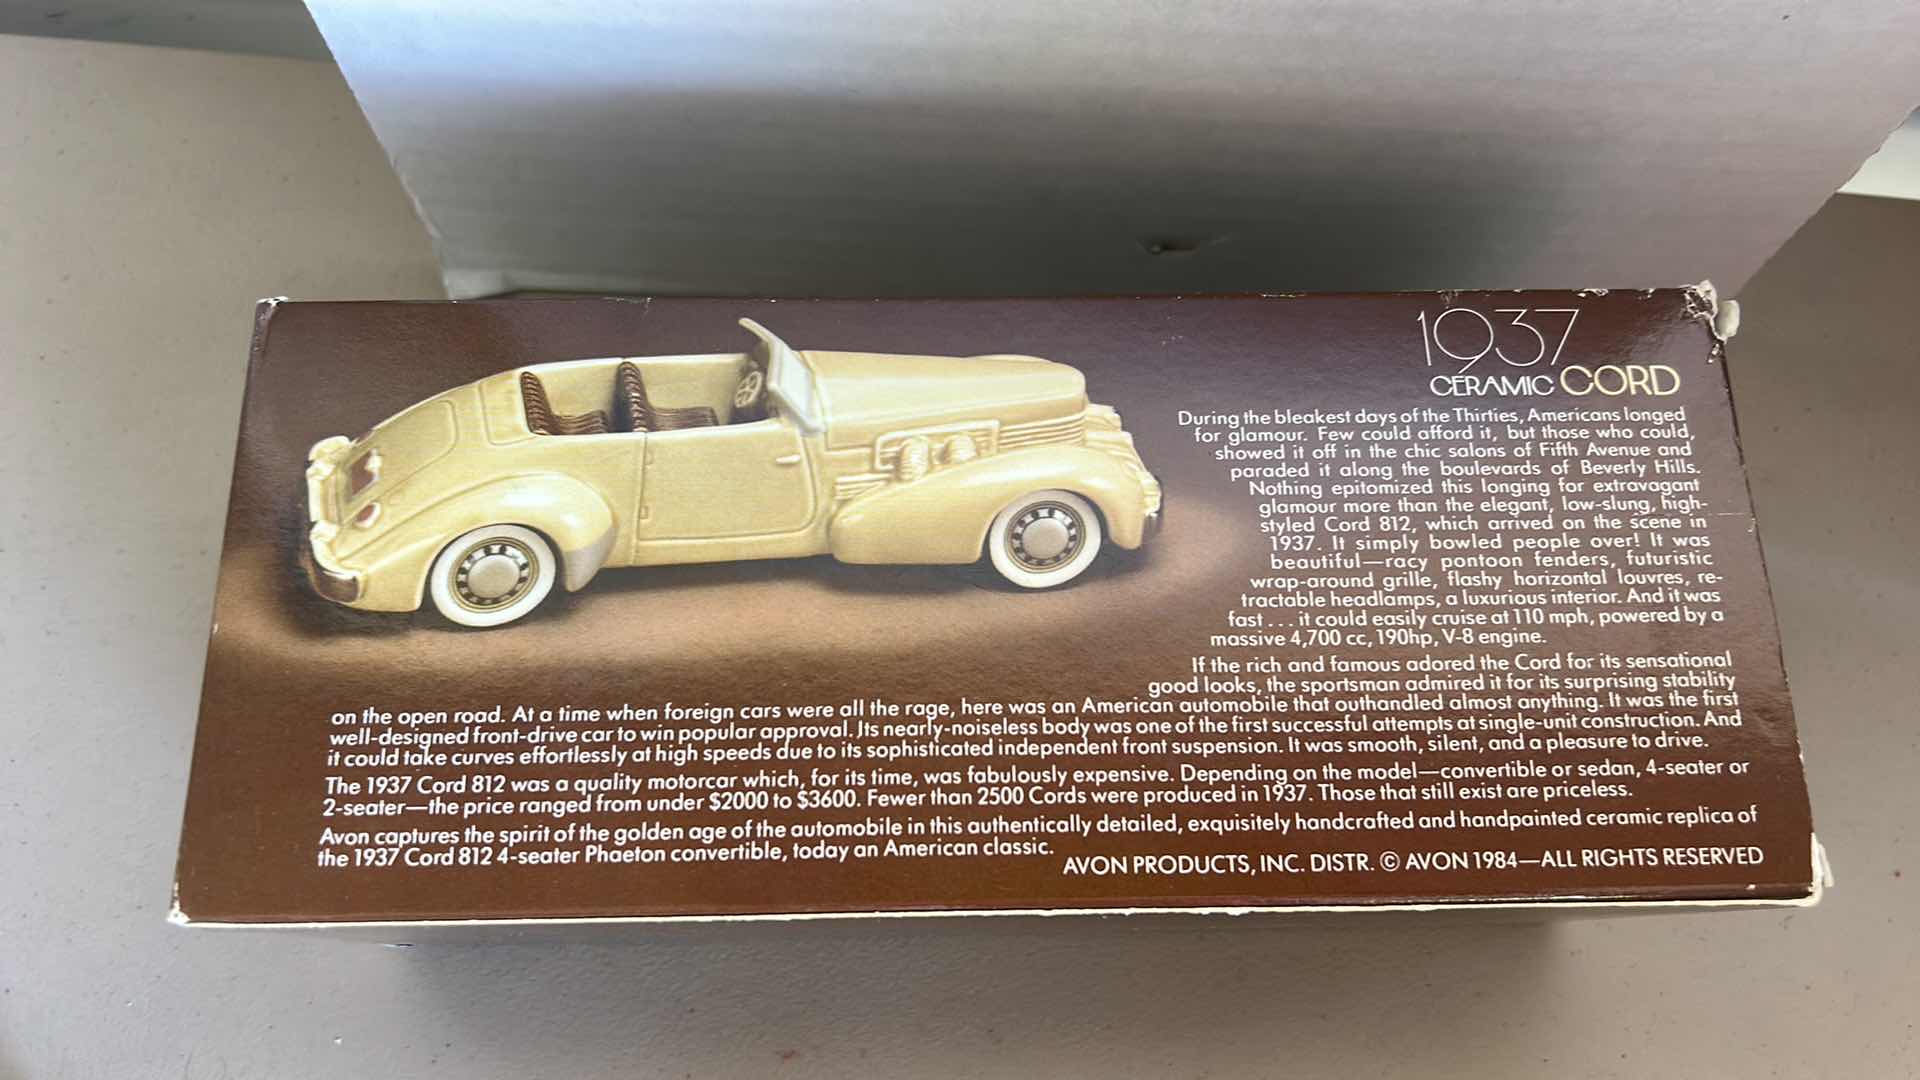 1937
CERAMIC CORD
During the bleakest days of the Thirties, Americans longed
for glamour. Few could afford it, but those who could,
showed it off in the chic salons of Fifth Avenue and
paraded it along the boulevards of Beverly Hills.
Nothing epitomized this longing for extravagant
glamour more than the elegant, low-slung, high-
styled Cord 812, which arrived on the scene in
1937. It simply bowled people over! It was
beautiful—racy pontoon fenders, futuristic
wrap-around grille, flashy horizontal louvres, re-
tractable headlamps, a luxurious interior. And it was
fast . . . it could easily cruise at 110 mph, powered by a
massive 4,700 cc, 190hp, V-8 engine.
If the rich and famous adored the Cord for its sensational
good looks, the sportsman admired it for its surprising stability
on the open road. At a time when foreign cars were all the rage, here was an American automobile that outhandled almost anything. It was the first
well-designed front-drive car to win popular approval. Its nearly-noiseless body was one of the first successful attempts at single-unit construction. And
it could take curves effortlessly at high speeds due to its sophisticated independent front suspension. It was smooth, silent, and a pleasure to drive.
The 1937 Cord 812 was a quality motorcar which, for its time, was fabulously expensive. Depending on the model—convertible or sedan, 4-seater or
2-seater—the price ranged from under $2000 to $3600. Fewer than 2500 Cords were produced in 1937. Those that still exist are priceless.
Avon captures the spirit of the golden age of the automobile in this authentically detailed, exquisitely handcrafted and handpainted ceramic replica of
the 1937 Cord 812 4-seater Phaeton convertible, today an American classic.
AVON PRODUCTS, INC. DISTR. © AVON 1984—ALL RIGHTS RESERVED